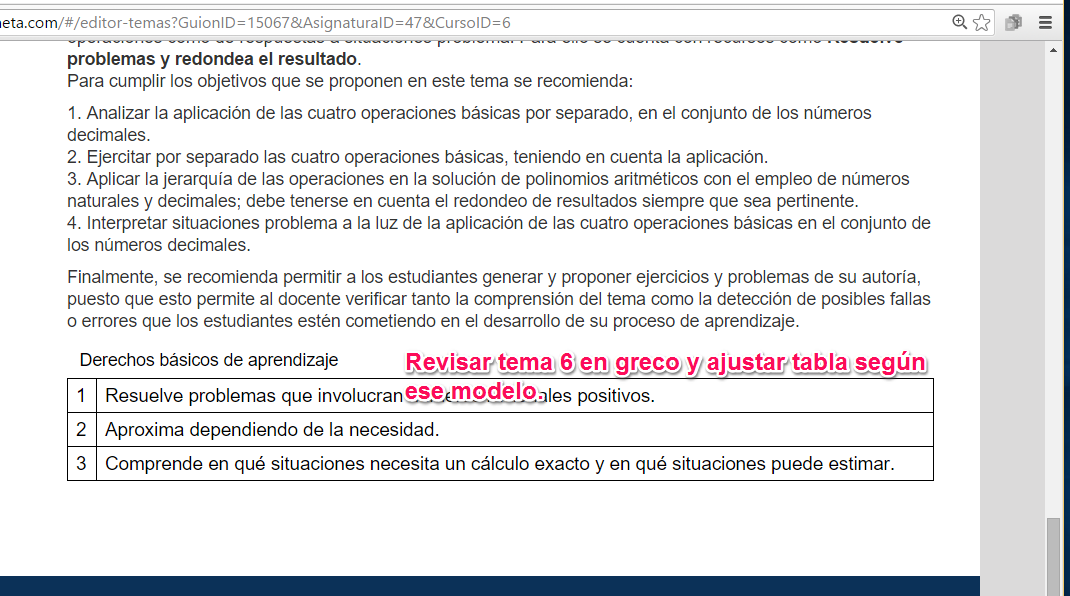 neta.com/#/editor-temas?GuionID=15067&AsignaturaID=47&CursoID=6
problemas y redondea el resultado.
Para cumplir los objetivos que se proponen en este tema se recomienda:
1. Analizar la aplicación de las cuatro operaciones básicas por separado, en el conjunto de los números
decimales.
2. Ejercitar por separado las cuatro operaciones básicas, teniendo en cuenta la aplicación.
3. Aplicar la jerarquía de las operaciones en la solución de polinomios aritméticos con el empleo de números
naturales y decimales; debe tenerse en cuenta el redondeo de resultados siempre que sea pertinente.
4. Interpretar situaciones problema a la luz de la aplicación de las cuatro operaciones básicas en el conjunto de
los números decimales.
Finalmente, se recomienda permitir a los estudiantes generar y proponer ejercicios y problemas de su autoría,
puesto que esto permite al docente verificar tanto la comprensión del tema como la detección de posibles fallas
o errores que los estudiantes estén cometiendo en el desarrollo de su proceso de aprendizaje.
Derechos básicos de aprendizaje
Revisar tema 6 en greco y ajustar tabla según
ese modelo.
1 Resuelve problemas que involucran positivos.
2 Aproxima dependiendo de la necesidad.
3 Comprende en qué situaciones necesita un cálculo exacto y en qué situaciones puede estimar.